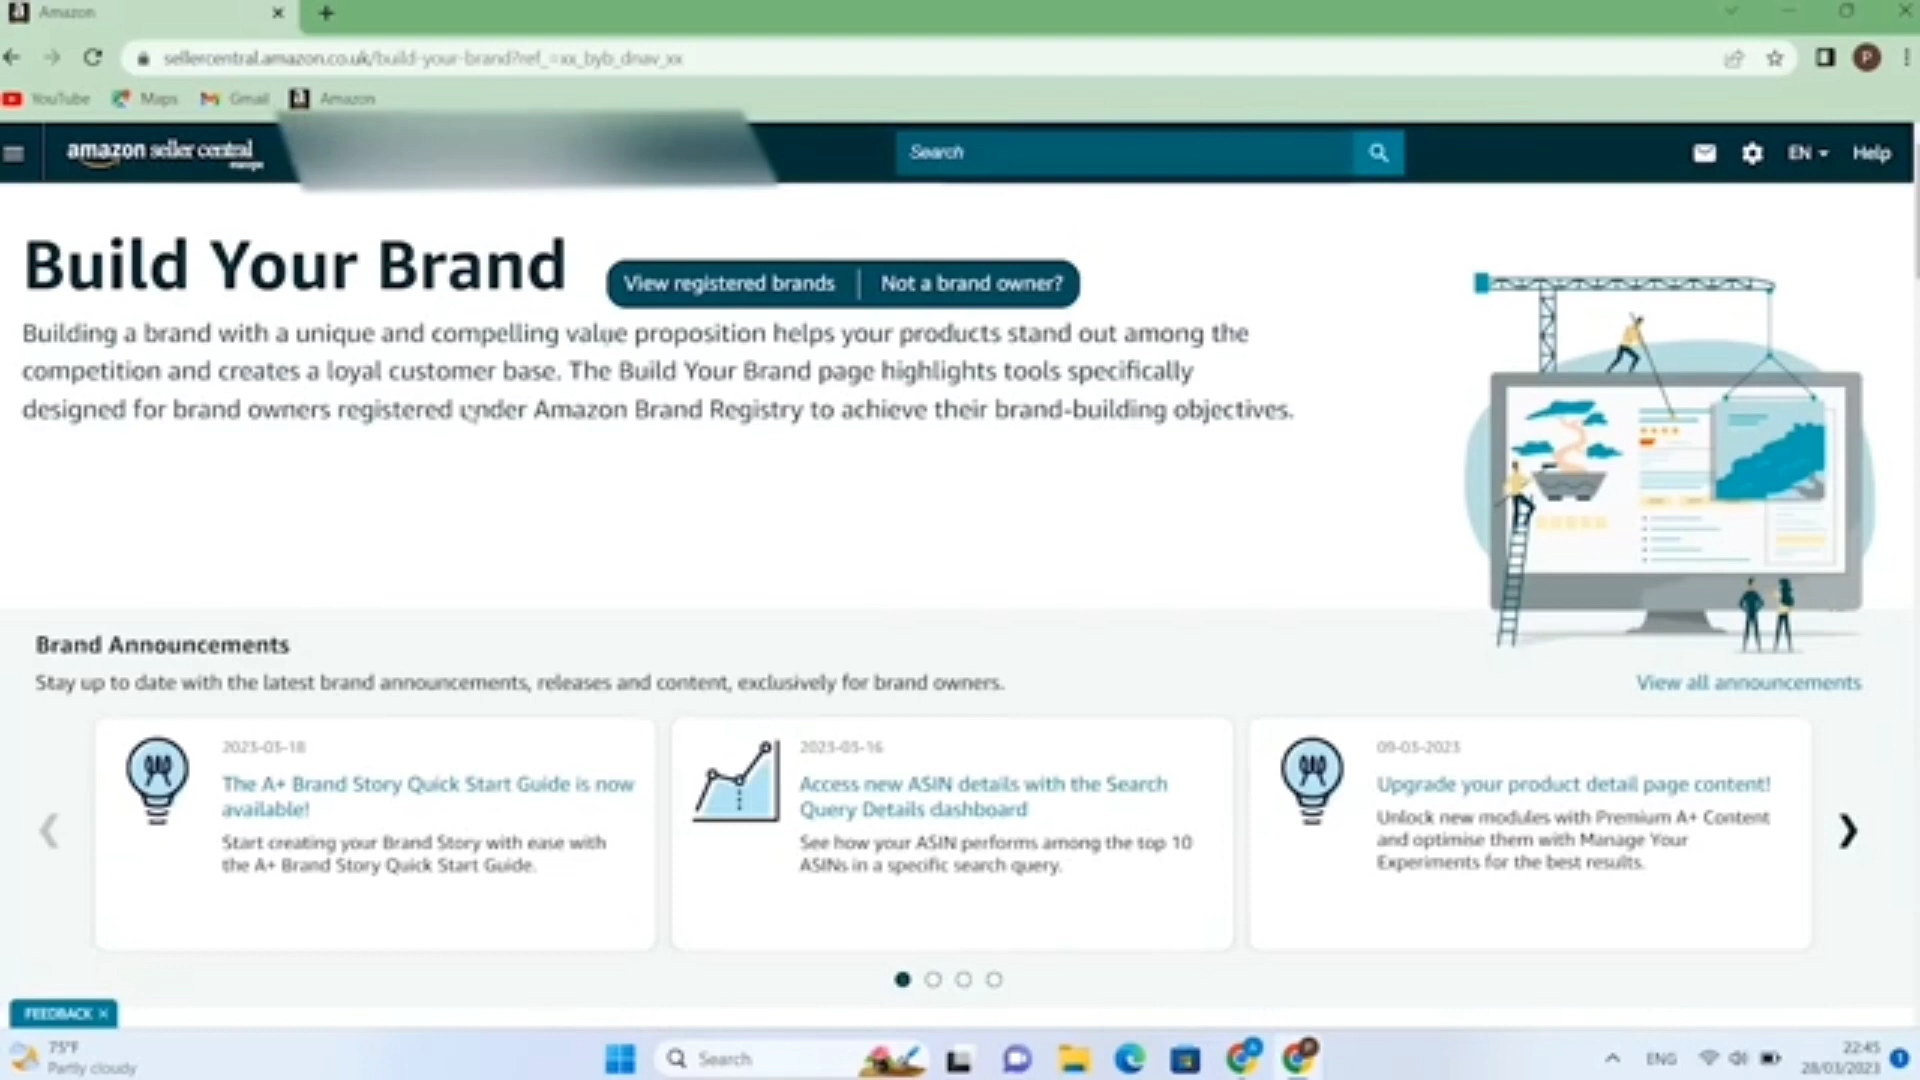 Amazon
sellercentral.amazon.co.uk/build-your-brand?ref_=xx_byb_dnav_xx
P
YouTube Maps Gmail Amazon
amazon seller central
europe
Search
EN Help
Build Your Brand
View registered brands | Not a brand owner?
Building a brand with a unique and compelling value proposition helps your products stand out among the
competition and creates a loyal customer base. The Build Your Brand page highlights tools specifically
designed for brand owners registered under Amazon Brand Registry to achieve their brand-building objectives.
Brand Announcements
Stay up to date with the latest brand announcements, releases and content, exclusively for brand owners.
View all announcements
2023-03-18
The A+ Brand Story Quick Start Guide is now
available!
Start creating your Brand Story with ease with
the A+ Brand Story Quick Start Guide.
2023-03-16
Access new ASIN details with the Search
Query Details dashboard
See how your ASIN performs among the top 10
ASINs in a specific search query.
09-03-2023
Upgrade your product detail page content!
Unlock new modules with Premium A+ Content
and optimise them with Manage Your
Experiments for the best results.
FEEDBACK X
75°F
Partly cloudy
Search
ENG
22:45
28/03/2023
1